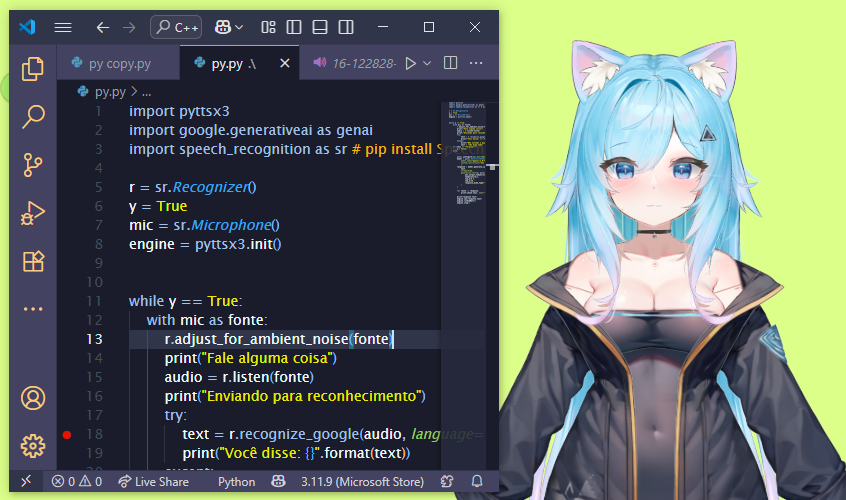 C++
py copy.py
py.py .\
16-122828-
py.py > ...
1 import pyttsx3
2 import google.generativeai as genai
3 import speech_recognition as sr # pip install
4
5 r = sr.Recognizer()
6 y = True
7 mic = sr.Microphone()
8 engine = pyttsx3.init()
9
10
11 while y == True:
12 with mic as fonte:
13 r.adjust_for_ambient_noise(fonte)
14 print("Fale alguma coisa")
15 audio = r.listen(fonte)
16 print("Enviando para reconhecimento")
17 try:
18 text = r.recognize_google(audio, language=
19 print("Você disse: {}".format(text))
0 0 Live Share Python 3.11.9 (Microsoft Store)